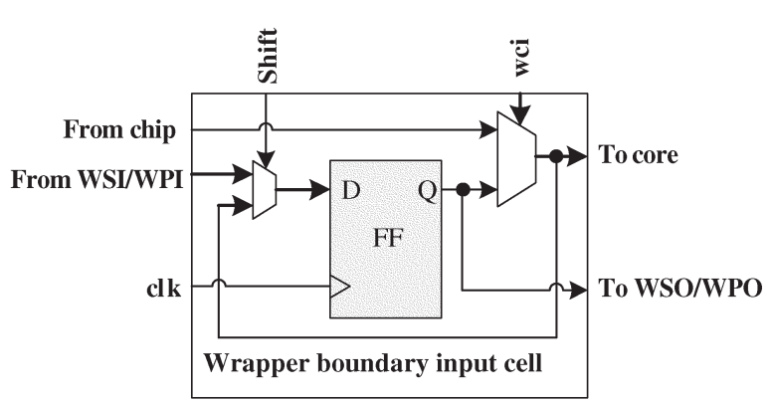 Shift
wci
From chip
To core
From WSI/WPI
D
Q
FF
clk
To WSO/WPO
Wrapper boundary input cell